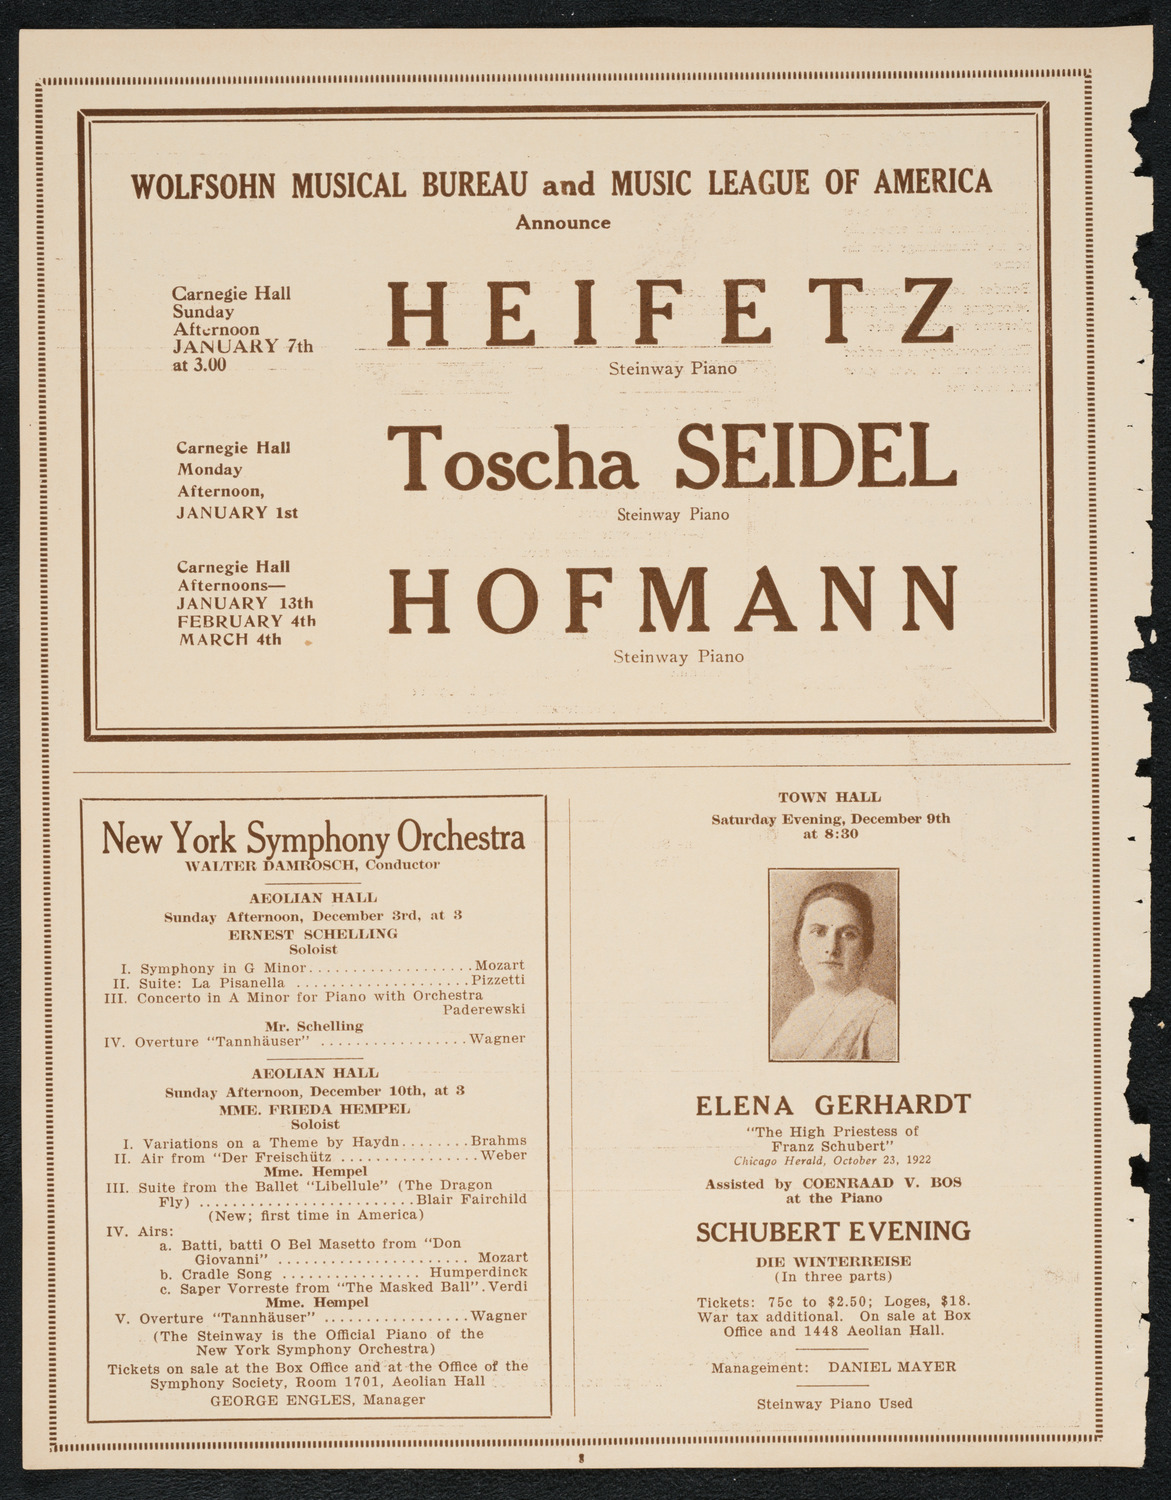 WOLFSOHN MUSICAL BUREAU and MUSIC LEAGUE OF AMERICA
Announce
Carnegie Hall
Sunday
Afternoon
JANUARY 7th
at 3.00
HEIFETZ
Steinway Piano
Carnegie Hall
Monday
Afternoon,
JANUARY 1st
Toscha SEIDEL
Steinway Piano
Carnegie Hall
Afternoons—
JANUARY 13th
FEBRUARY 4th
MARCH 4th
HOFMANN
Steinway Piano
New York Symphony Orchestra
WALTER DAMROSCH, Conductor
AEOLIAN HALL
Sunday Afternoon, December 3rd, at 3
ERNEST SCHELLING
Soloist
I. Symphony in G Minor...................Mozart
II. Suite: La Pisanella ....................Pizzetti
III. Concerto in A Minor for Piano with Orchestra
Paderewski
Mr. Schelling
IV. Overture "Tannhäuser" .................Wagner
AEOLIAN HALL
Sunday Afternoon, December 10th, at 3
MME. FRIEDA HEMPEL
Soloist
I. Variations on a Theme by Haydn........Brahms
II. Air from "Der Freischütz ................Weber
Mme. Hempel
III. Suite from the Ballet "Libellule" (The Dragon
Fly) .........................Blair Fairchild
(New; first time in America)
IV. Airs:
a. Batti, batti O Bel Masetto from "Don
Giovanni" ...................... Mozart
b. Cradle Song ................ Humperdinck
c. Saper Vorreste from "The Masked Ball".Verdi
Mme. Hempel
V. Overture "Tannhäuser" .................Wagner
(The Steinway is the Official Piano of the
New York Symphony Orchestra)
Tickets on sale at the Box Office and at the Office of the
Symphony Society, Room 1701, Aeolian Hall
GEORGE ENGLES, Manager
TOWN HALL
Saturday Evening, December 9th
at 8:30
ELENA GERHARDT
"The High Priestess of
Franz Schubert"
Chicago Herald, October 23, 1922
Assisted by COENRAAD V. BOS
at the Piano
SCHUBERT EVENING
DIE WINTERREISE
(In three parts)
Tickets: 75c to $2.50; Loges, $18.
War tax additional. On sale at Box
Office and 1448 Aeolian Hall.
Management: DANIEL MAYER
Steinway Piano Used